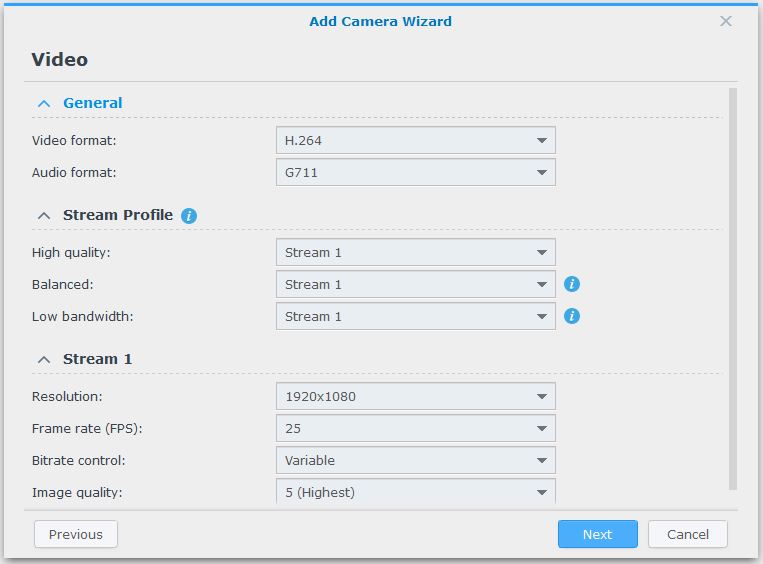 Add Camera Wizard
Video
General
Video format: H.264
Audio format: G711
Stream Profile i
High quality: Stream 1
Balanced: Stream 1 i
Low bandwidth: Stream 1 i
Stream 1
Resolution: 1920x1080
Frame rate (FPS): 25
Bitrate control: Variable
Image quality: 5 (Highest)
Previous Next Cancel